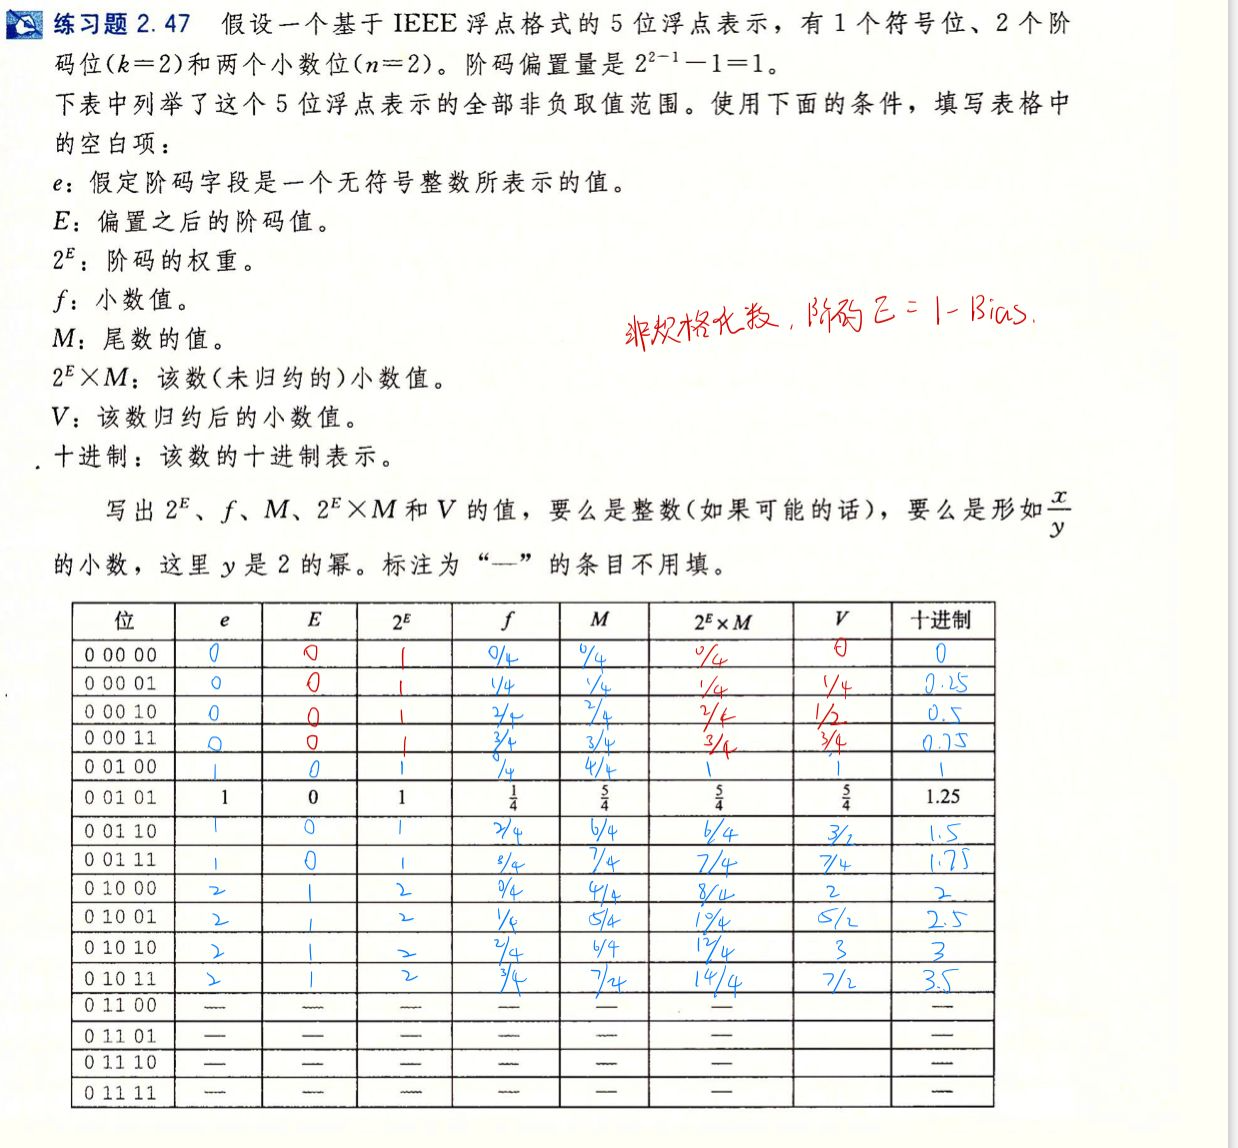 练习题 2.47 假设一个基于 IEEE 浮点格式的 5 位浮点表示，有 1 个符号位、2 个阶
码位(k=2)和两个小数位(n=2)。阶码偏置量是 2²⁻¹-1=1。
下表中列举了这个 5 位浮点表示的全部非负取值范围。使用下面的条件，填写表格中
的空白项：
e：假定阶码字段是一个无符号整数所表示的值。
E：偏置之后的阶码值。
2ᴱ：阶码的权重。
f：小数值。
非规格化数，阶码 E = 1 - Bias.
M：尾数的值。
2ᴱ×M：该数(未归约的)小数值。
V：该数归约后的小数值。
十进制：该数的十进制表示。
写出 2ᴱ、f、M、2ᴱ×M 和 V 的值，要么是整数(如果可能的话)，要么是形如 x/y
的小数，这里 y 是 2 的幂。标注为“—”的条目不用填。
位 e E 2ᴱ f M 2ᴱ×M V 十进制
0 00 00 0 0 1 0/4 0/4 0/4 0 0
0 00 01 0 0 1 1/4 1/4 1/4 1/4 0.25
0 00 10 0 0 1 2/4 2/4 2/4 1/2 0.5
0 00 11 0 0 1 3/4 3/4 3/4 3/4 0.75
0 01 00 1 0 1 0/4 4/4 1 1 1
0 01 01 1 0 1 1/4 5/4 5/4 5/4 1.25
0 01 10 1 0 1 2/4 6/4 6/4 3/2 1.5
0 01 11 1 0 1 3/4 7/4 7/4 7/4 1.75
0 10 00 2 1 2 0/4 4/4 8/4 2 2
0 10 01 2 1 2 1/4 5/4 10/4 5/2 2.5
0 10 10 2 1 2 2/4 6/4 12/4 3 3
0 10 11 2 1 2 3/4 7/4 14/4 7/2 3.5
0 11 00 — — — — — — —
0 11 01 — — — — — — —
0 11 10 — — — — — — —
0 11 11 — — — — — — —